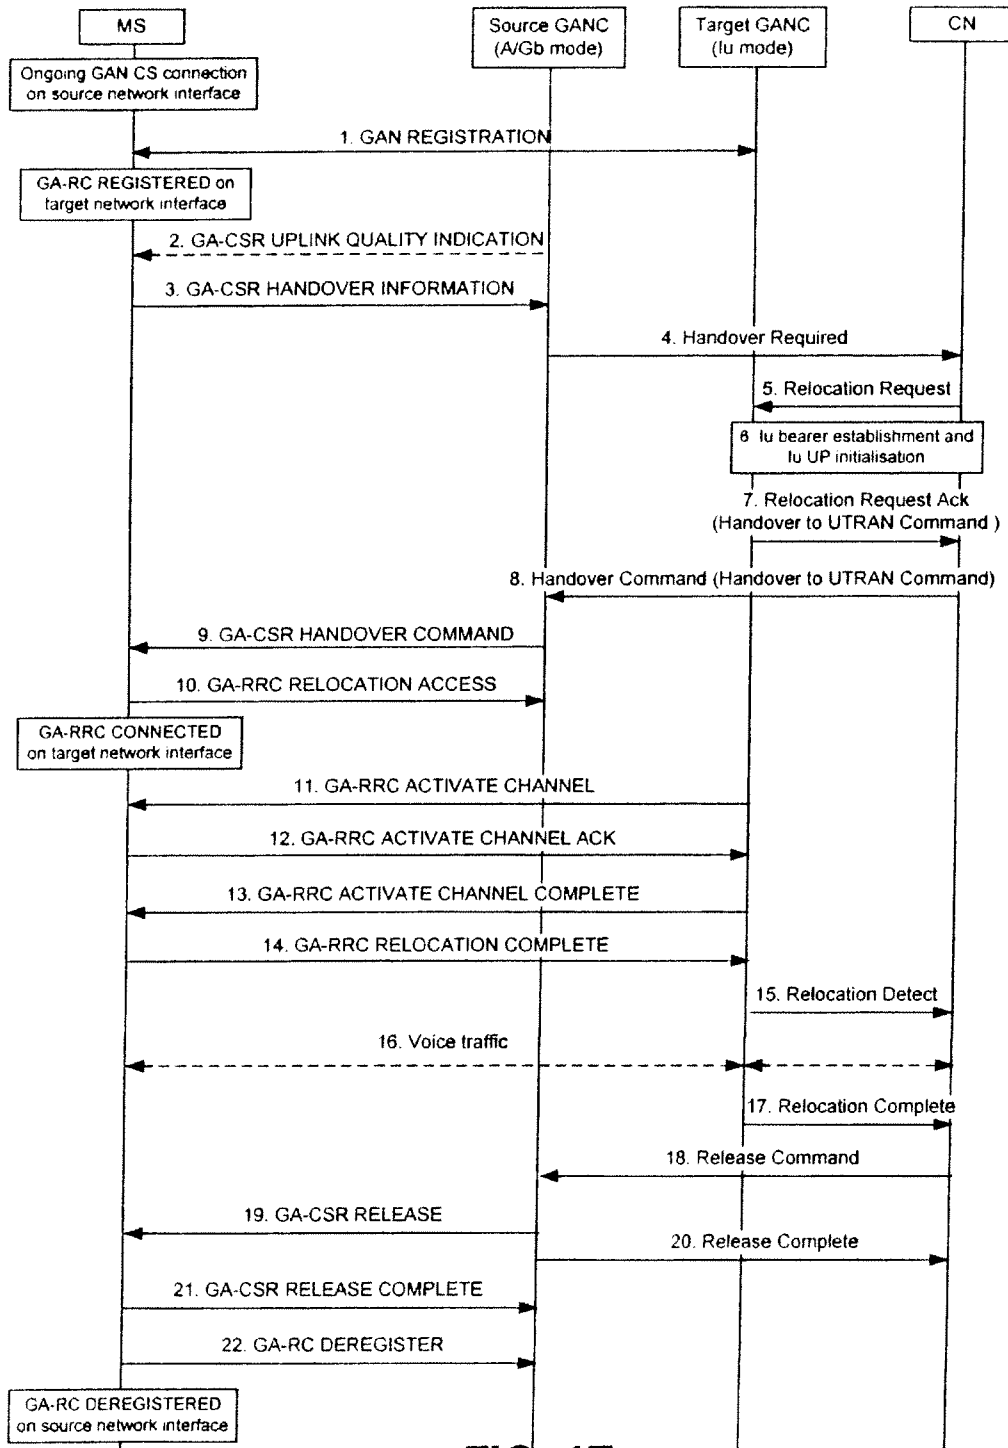 MS
Source GANC
(A/Gb mode)
Target GANC
(Iu mode)
CN
Ongoing GAN CS connection
on source network interface
1. GAN REGISTRATION
GA-RC REGISTERED on
target network interface
2. GA-CSR UPLINK QUALITY INDICATION
3. GA-CSR HANDOVER INFORMATION
4. Handover Required
5. Relocation Request
6 Iu bearer establishment and
Iu UP initialisation
7. Relocation Request Ack
(Handover to UTRAN Command )
8. Handover Command (Handover to UTRAN Command)
9. GA-CSR HANDOVER COMMAND
10. GA-RRC RELOCATION ACCESS
GA-RRC CONNECTED
on target network interface
11. GA-RRC ACTIVATE CHANNEL
12. GA-RRC ACTIVATE CHANNEL ACK
13. GA-RRC ACTIVATE CHANNEL COMPLETE
14. GA-RRC RELOCATION COMPLETE
15. Relocation Detect
16. Voice traffic
17. Relocation Complete
18. Release Command
19. GA-CSR RELEASE
20. Release Complete
21. GA-CSR RELEASE COMPLETE
22. GA-RC DEREGISTER
GA-RC DEREGISTERED
on source network interface